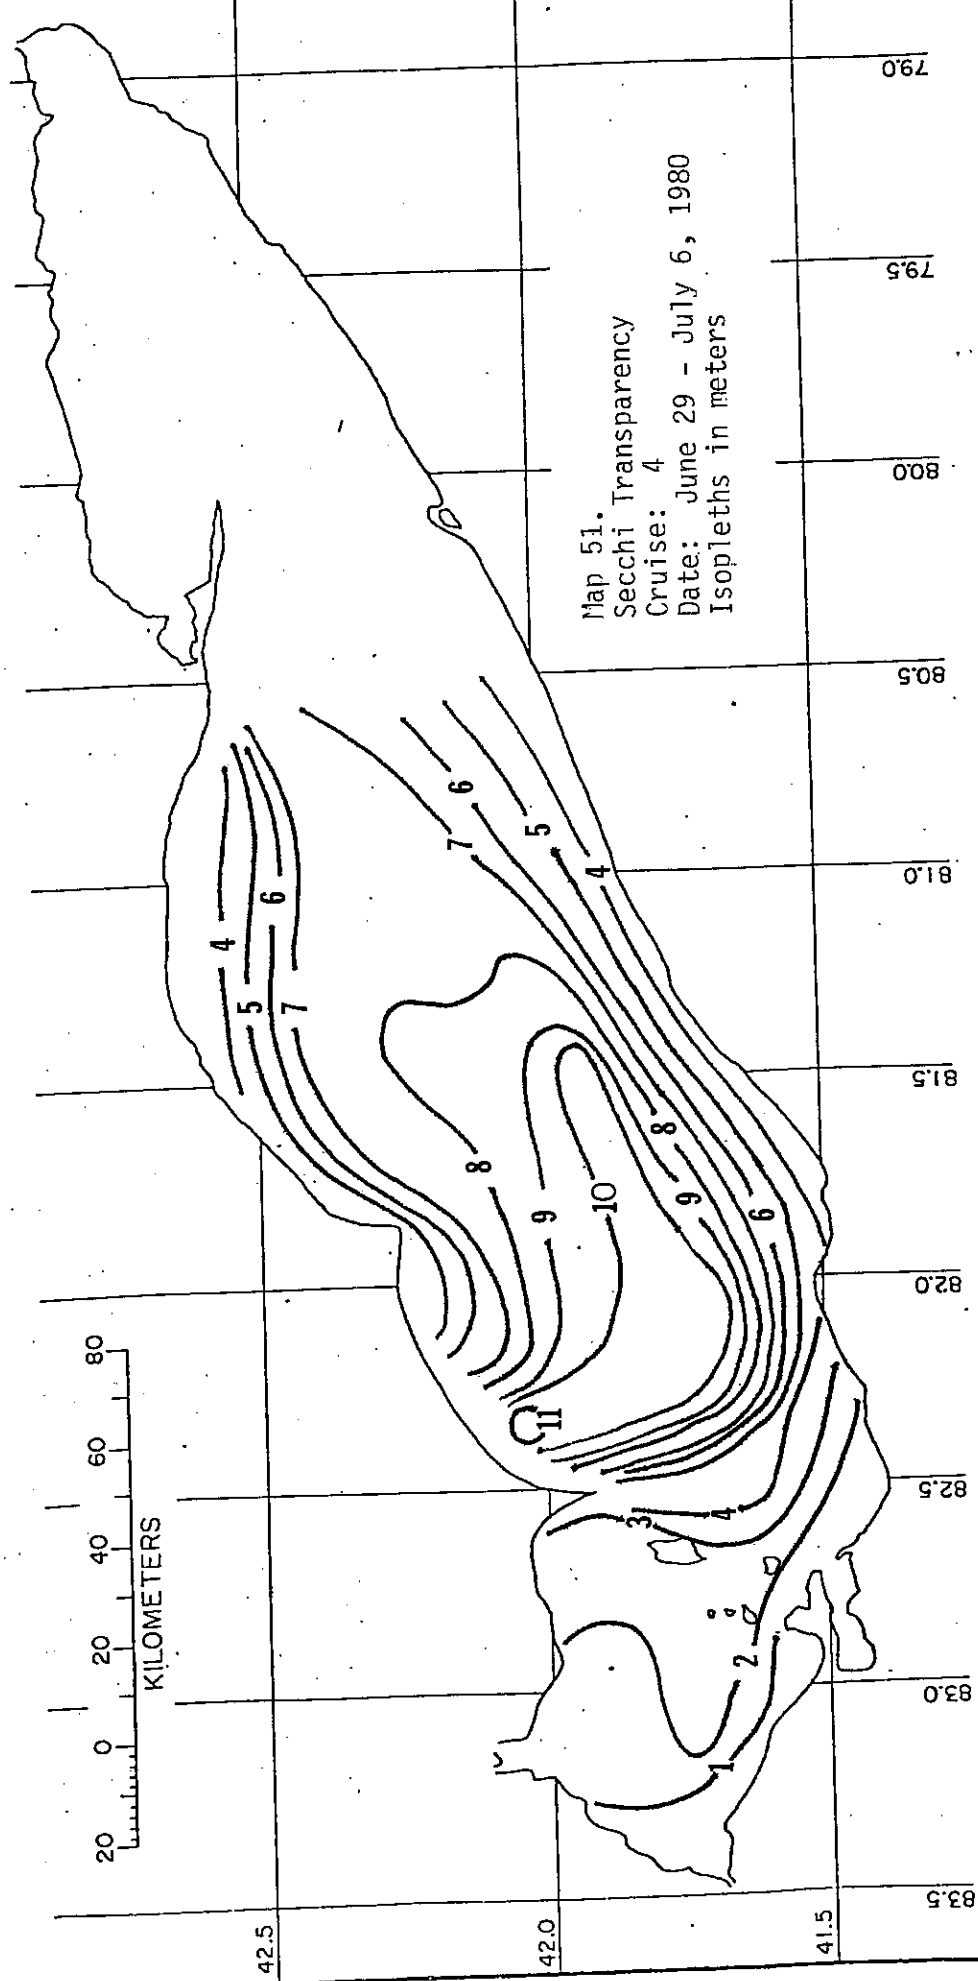 Map 51.
Secchi Transparency
Cruise: 4
Date: June 29 - July 6, 1980
Isopleths in meters
20 0 20 40 60 80
KILOMETERS
42.5
42.0
41.5
83.5 83.0 82.5 82.0 81.5 81.0 80.5 80.0 79.5 79.0
4
5
6
7
8
9
10
11
7
6
5
4
8
9
6
3
4
2
1